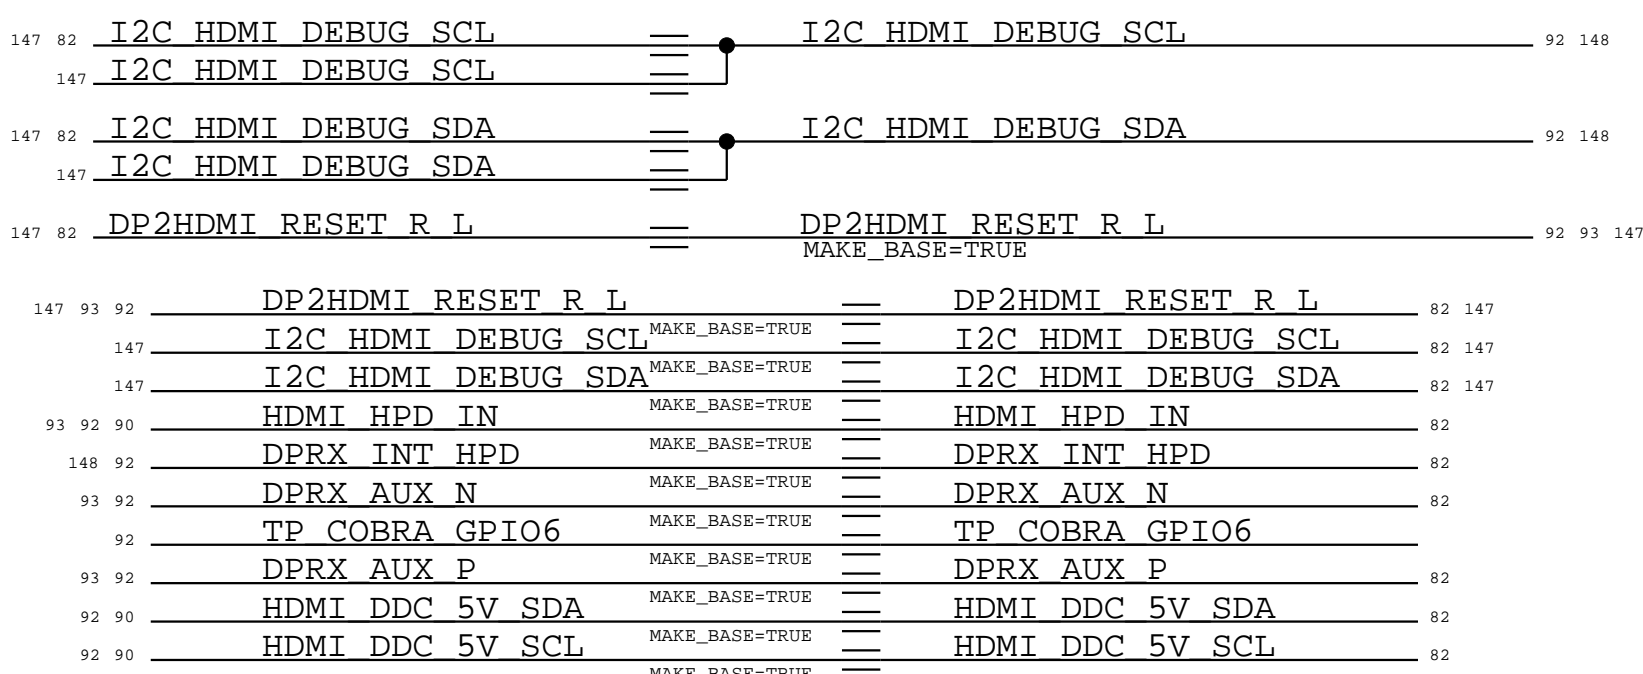 147 82 I2C_HDMI_DEBUG_SCL I2C_HDMI_DEBUG_SCL 92 148
147 I2C_HDMI_DEBUG_SCL
147 82 I2C_HDMI_DEBUG_SDA I2C_HDMI_DEBUG_SDA 92 148
147 I2C_HDMI_DEBUG_SDA
147 82 DP2HDMI_RESET_R_L DP2HDMI_RESET_R_L 92 93 147
MAKE_BASE=TRUE
147 93 92 DP2HDMI_RESET_R_L DP2HDMI_RESET_R_L 82 147
MAKE_BASE=TRUE
147 I2C_HDMI_DEBUG_SCL I2C_HDMI_DEBUG_SCL 82 147
MAKE_BASE=TRUE
147 I2C_HDMI_DEBUG_SDA I2C_HDMI_DEBUG_SDA 82 147
MAKE_BASE=TRUE
93 92 90 HDMI_HPD_IN HDMI_HPD_IN 82
MAKE_BASE=TRUE
148 92 DPRX_INT_HPD DPRX_INT_HPD 82
MAKE_BASE=TRUE
93 92 DPRX_AUX_N DPRX_AUX_N 82
MAKE_BASE=TRUE
92 TP_COBRA_GPIO6 TP_COBRA_GPIO6
MAKE_BASE=TRUE
93 92 DPRX_AUX_P DPRX_AUX_P 82
MAKE_BASE=TRUE
92 90 HDMI_DDC_5V_SDA HDMI_DDC_5V_SDA 82
MAKE_BASE=TRUE
92 90 HDMI_DDC_5V_SCL HDMI_DDC_5V_SCL 82
MAKE_BASE=TRUE